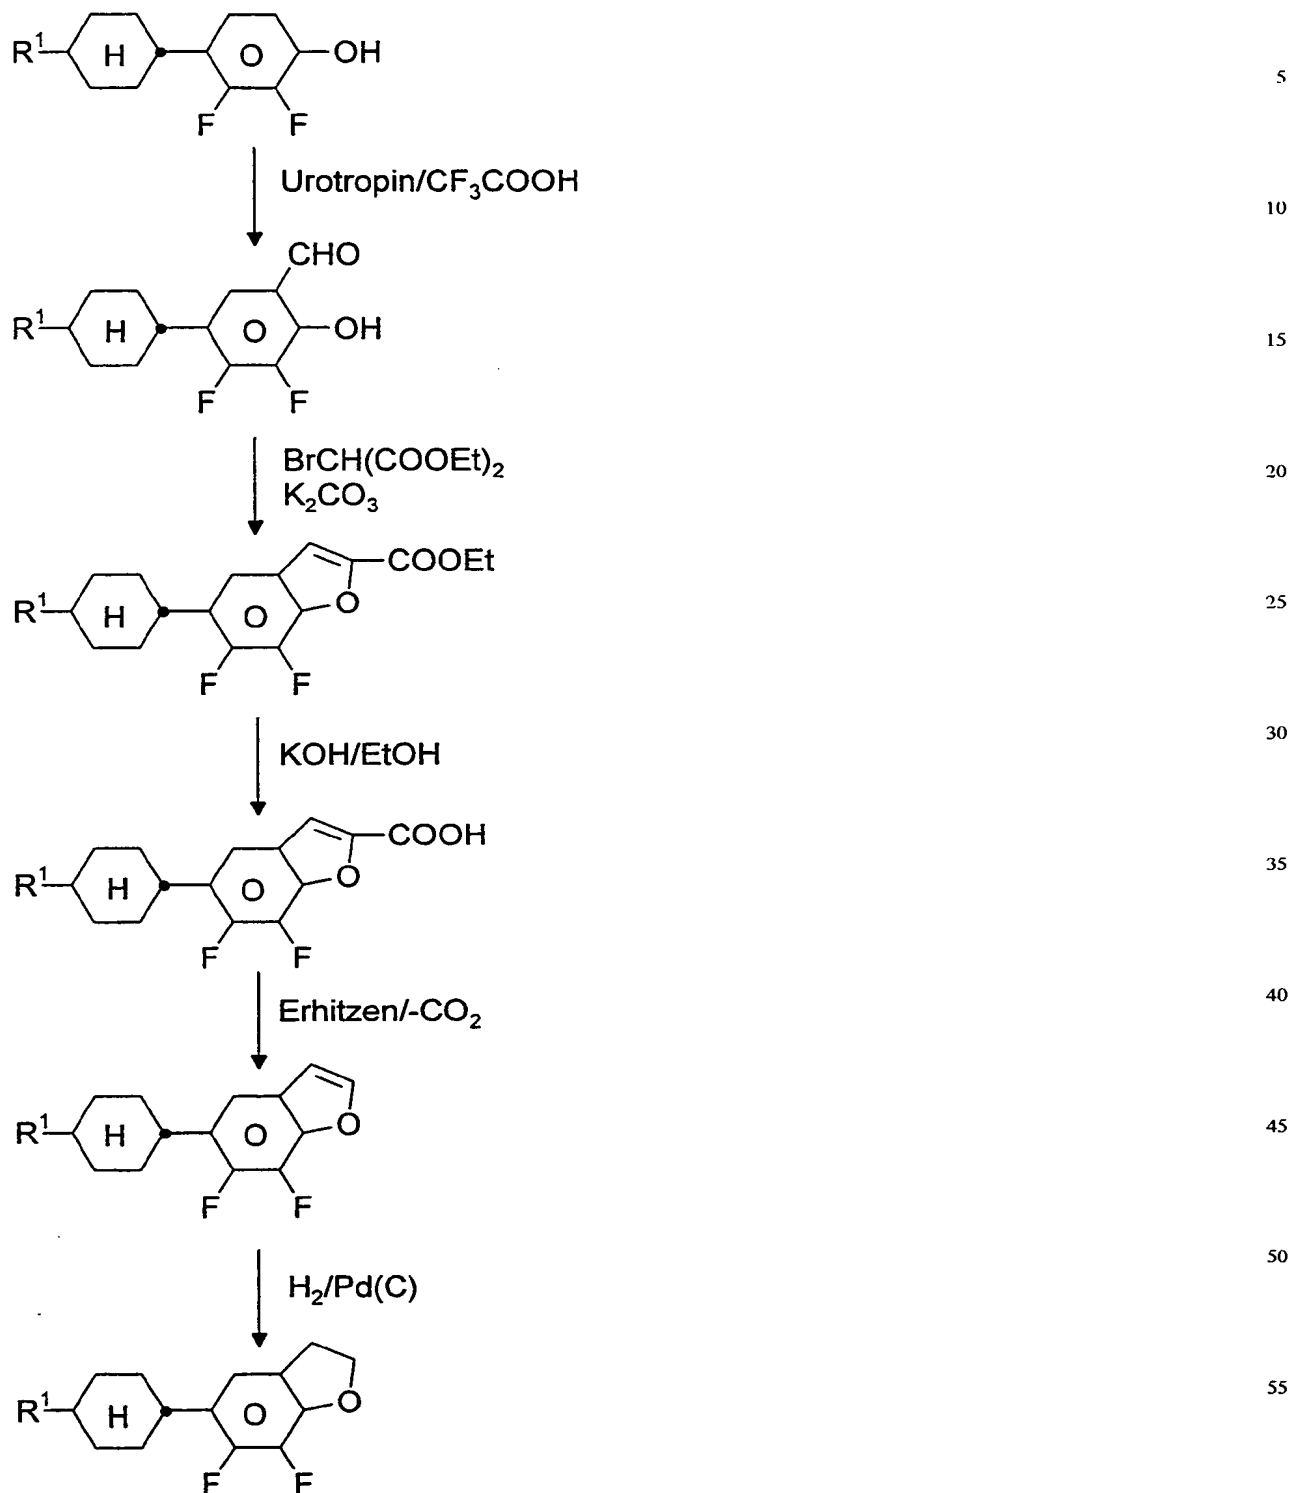 R¹ H O OH
F F
5
Urotropin/CF₃COOH
10
CHO
R¹ H O OH
15
F F
BrCH(COOEt)₂
20
K₂CO₃
COOEt
R¹ H O O
25
F F
30
KOH/EtOH
COOH
35
R¹ H O O
F F
40
Erhitzen/-CO₂
R¹ H O O
45
F F
50
H₂/Pd(C)
55
R¹ H O O
F F